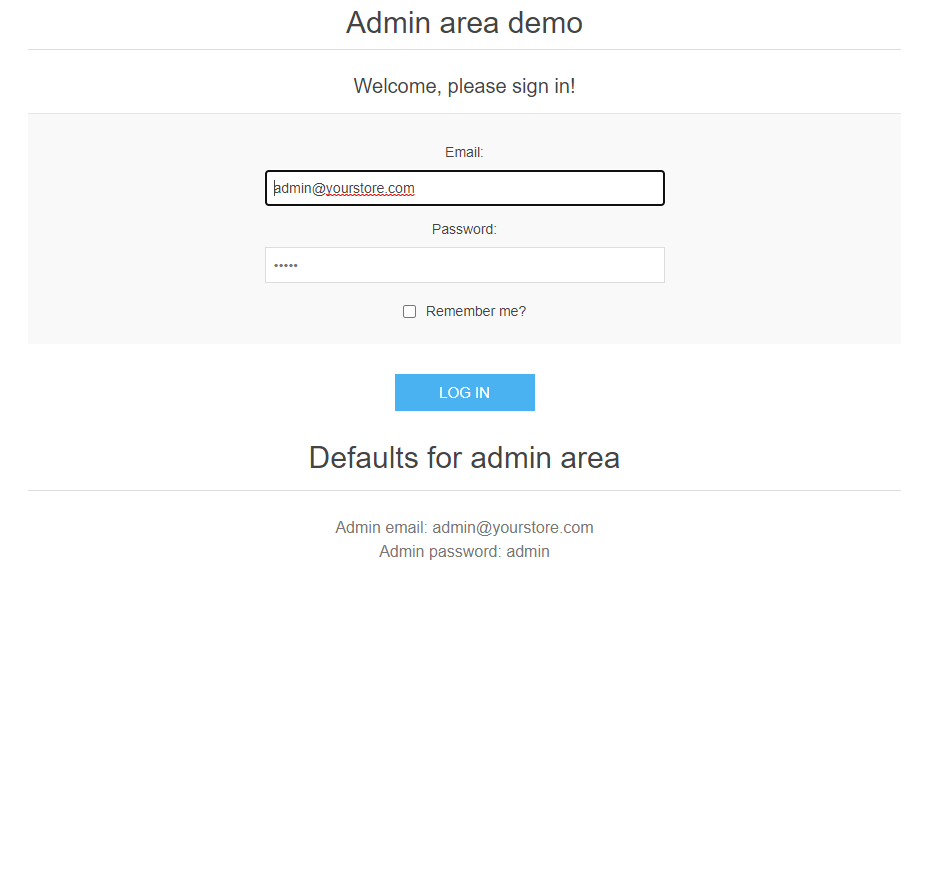 Admin area demo
Welcome, please sign in!
Email:
admin@yourstore.com
Password:
•••••
Remember me?
LOG IN
Defaults for admin area
Admin email: admin@yourstore.com
Admin password: admin